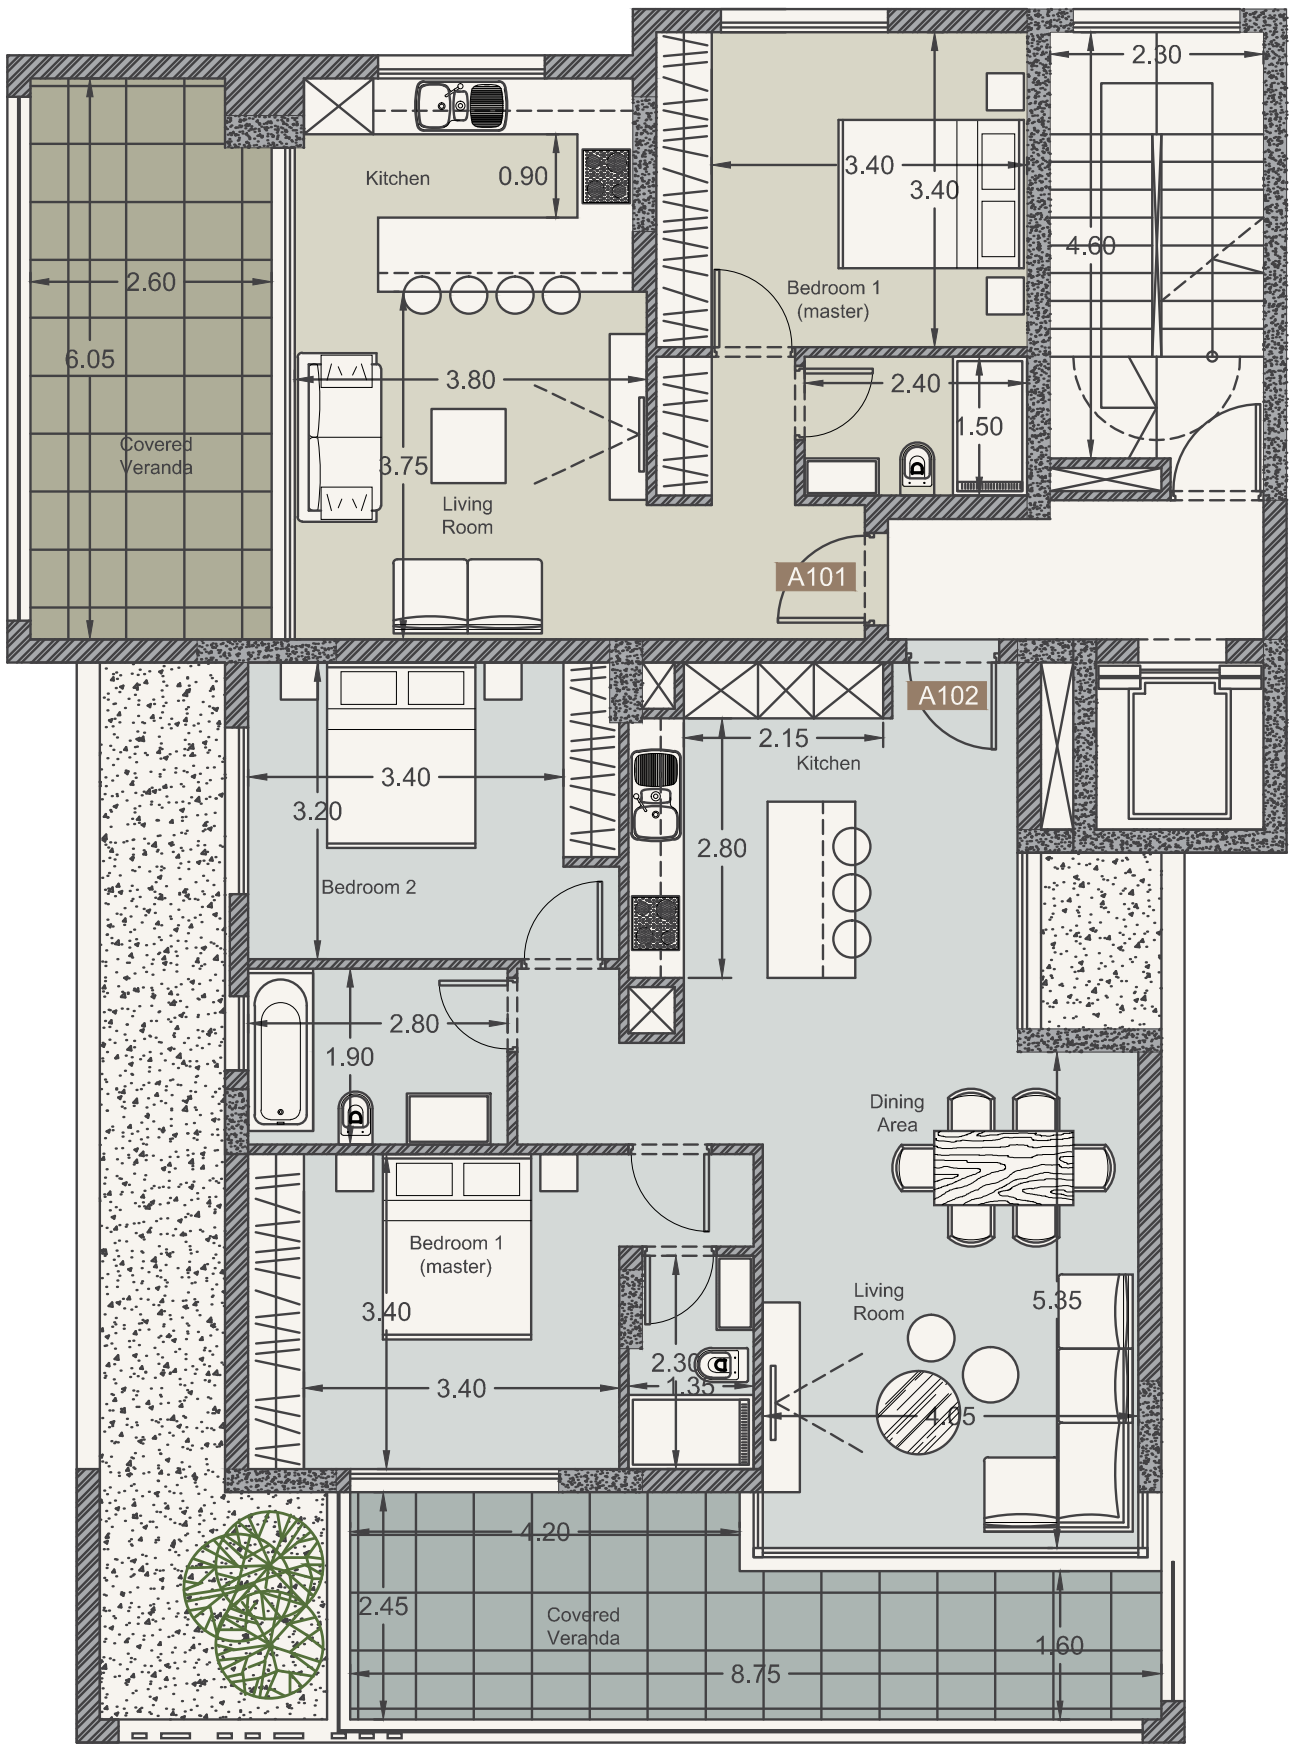 2.30
Kitchen
0.90
3.40
3.40
4.60
2.60
Bedroom 1
(master)
6.05
3.80
2.40
1.50
Covered
Veranda
3.75
Living
Room
A101
A102
2.15
Kitchen
3.40
3.20
2.80
Bedroom 2
2.80
1.90
Dining
Area
Bedroom 1
(master)
3.40
Living
Room
5.35
2.30
1.35
3.40
4.05
4.20
2.45
Covered
Veranda
1.60
8.75